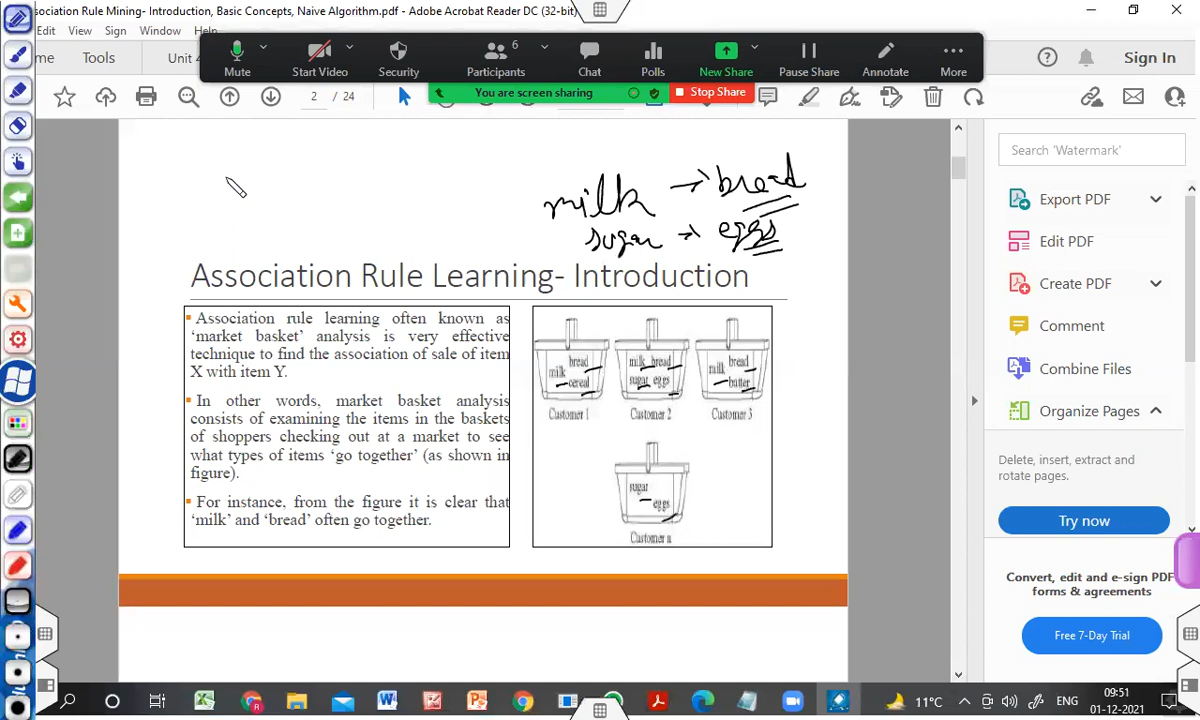 ssociation Rule Mining- Introduction, Basic Concepts, Naive Algorithm.pdf - Adobe Acrobat Reader DC (32-bit)
Edit View Sign Window Help
me Tools Unit 4
Mute Start Video Security Participants 6 Chat Polls New Share Pause Share Annotate More
Sign In
You are screen sharing Stop Share
2 / 24
Search 'Watermark'
milk → bread
sugar → eggs
Association Rule Learning- Introduction
Association rule learning often known as
'market basket' analysis is very effective
technique to find the association of sale of item
X with item Y.
In other words, market basket analysis
consists of examining the items in the baskets
of shoppers checking out at a market to see
what types of items 'go together' (as shown in
figure).
For instance, from the figure it is clear that
'milk' and 'bread' often go together.
bread
milk
cereal
Customer 1
milk bread
sugar eggs
Customer 2
bread
milk
butter
Customer 3
sugar
eggs
Customer n
Export PDF
Edit PDF
Create PDF
Comment
Combine Files
Organize Pages
Delete, insert, extract and
rotate pages.
Try now
Convert, edit and e-sign PDF
forms & agreements
Free 7-Day Trial
11°C
ENG
09:51
01-12-2021